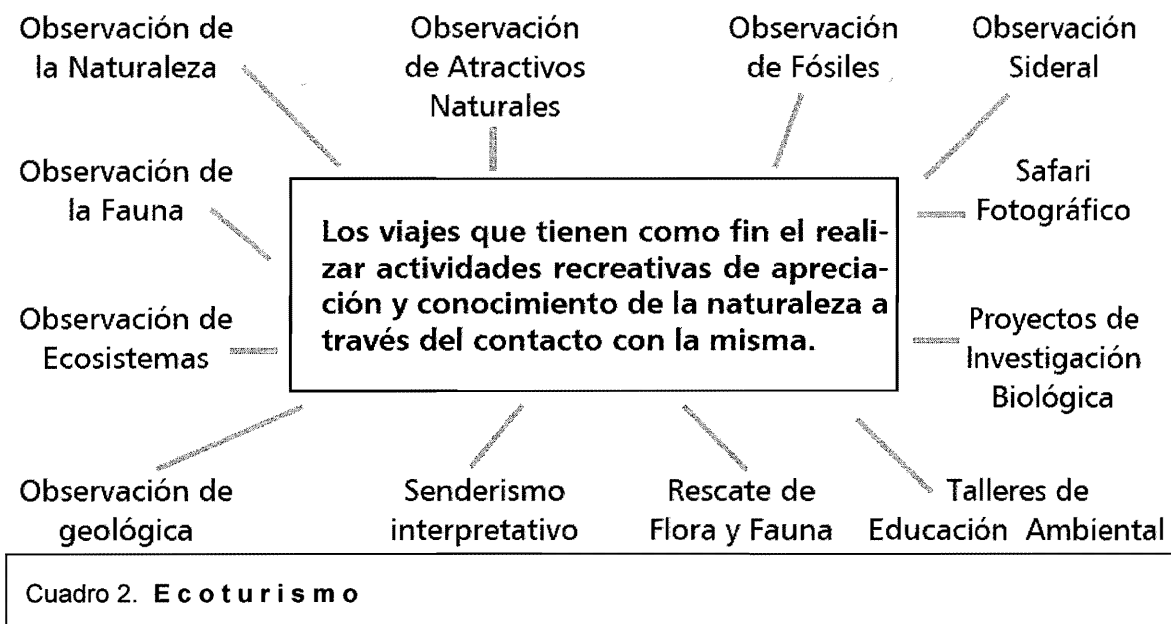 Observación de
la Naturaleza
Observación
de Atractivos
Naturales
Observación
de Fósiles
Observación
Sideral
Observación de
la Fauna
Safari
Fotográfico
Los viajes que tienen como fin el reali-
zar actividades recreativas de aprecia-
ción y conocimiento de la naturaleza a
través del contacto con la misma.
Observación de
Ecosistemas
Proyectos de
Investigación
Biológica
Observación de
geológica
Senderismo
interpretativo
Rescate de
Flora y Fauna
Talleres de
Educación Ambiental
Cuadro 2. Ecoturismo